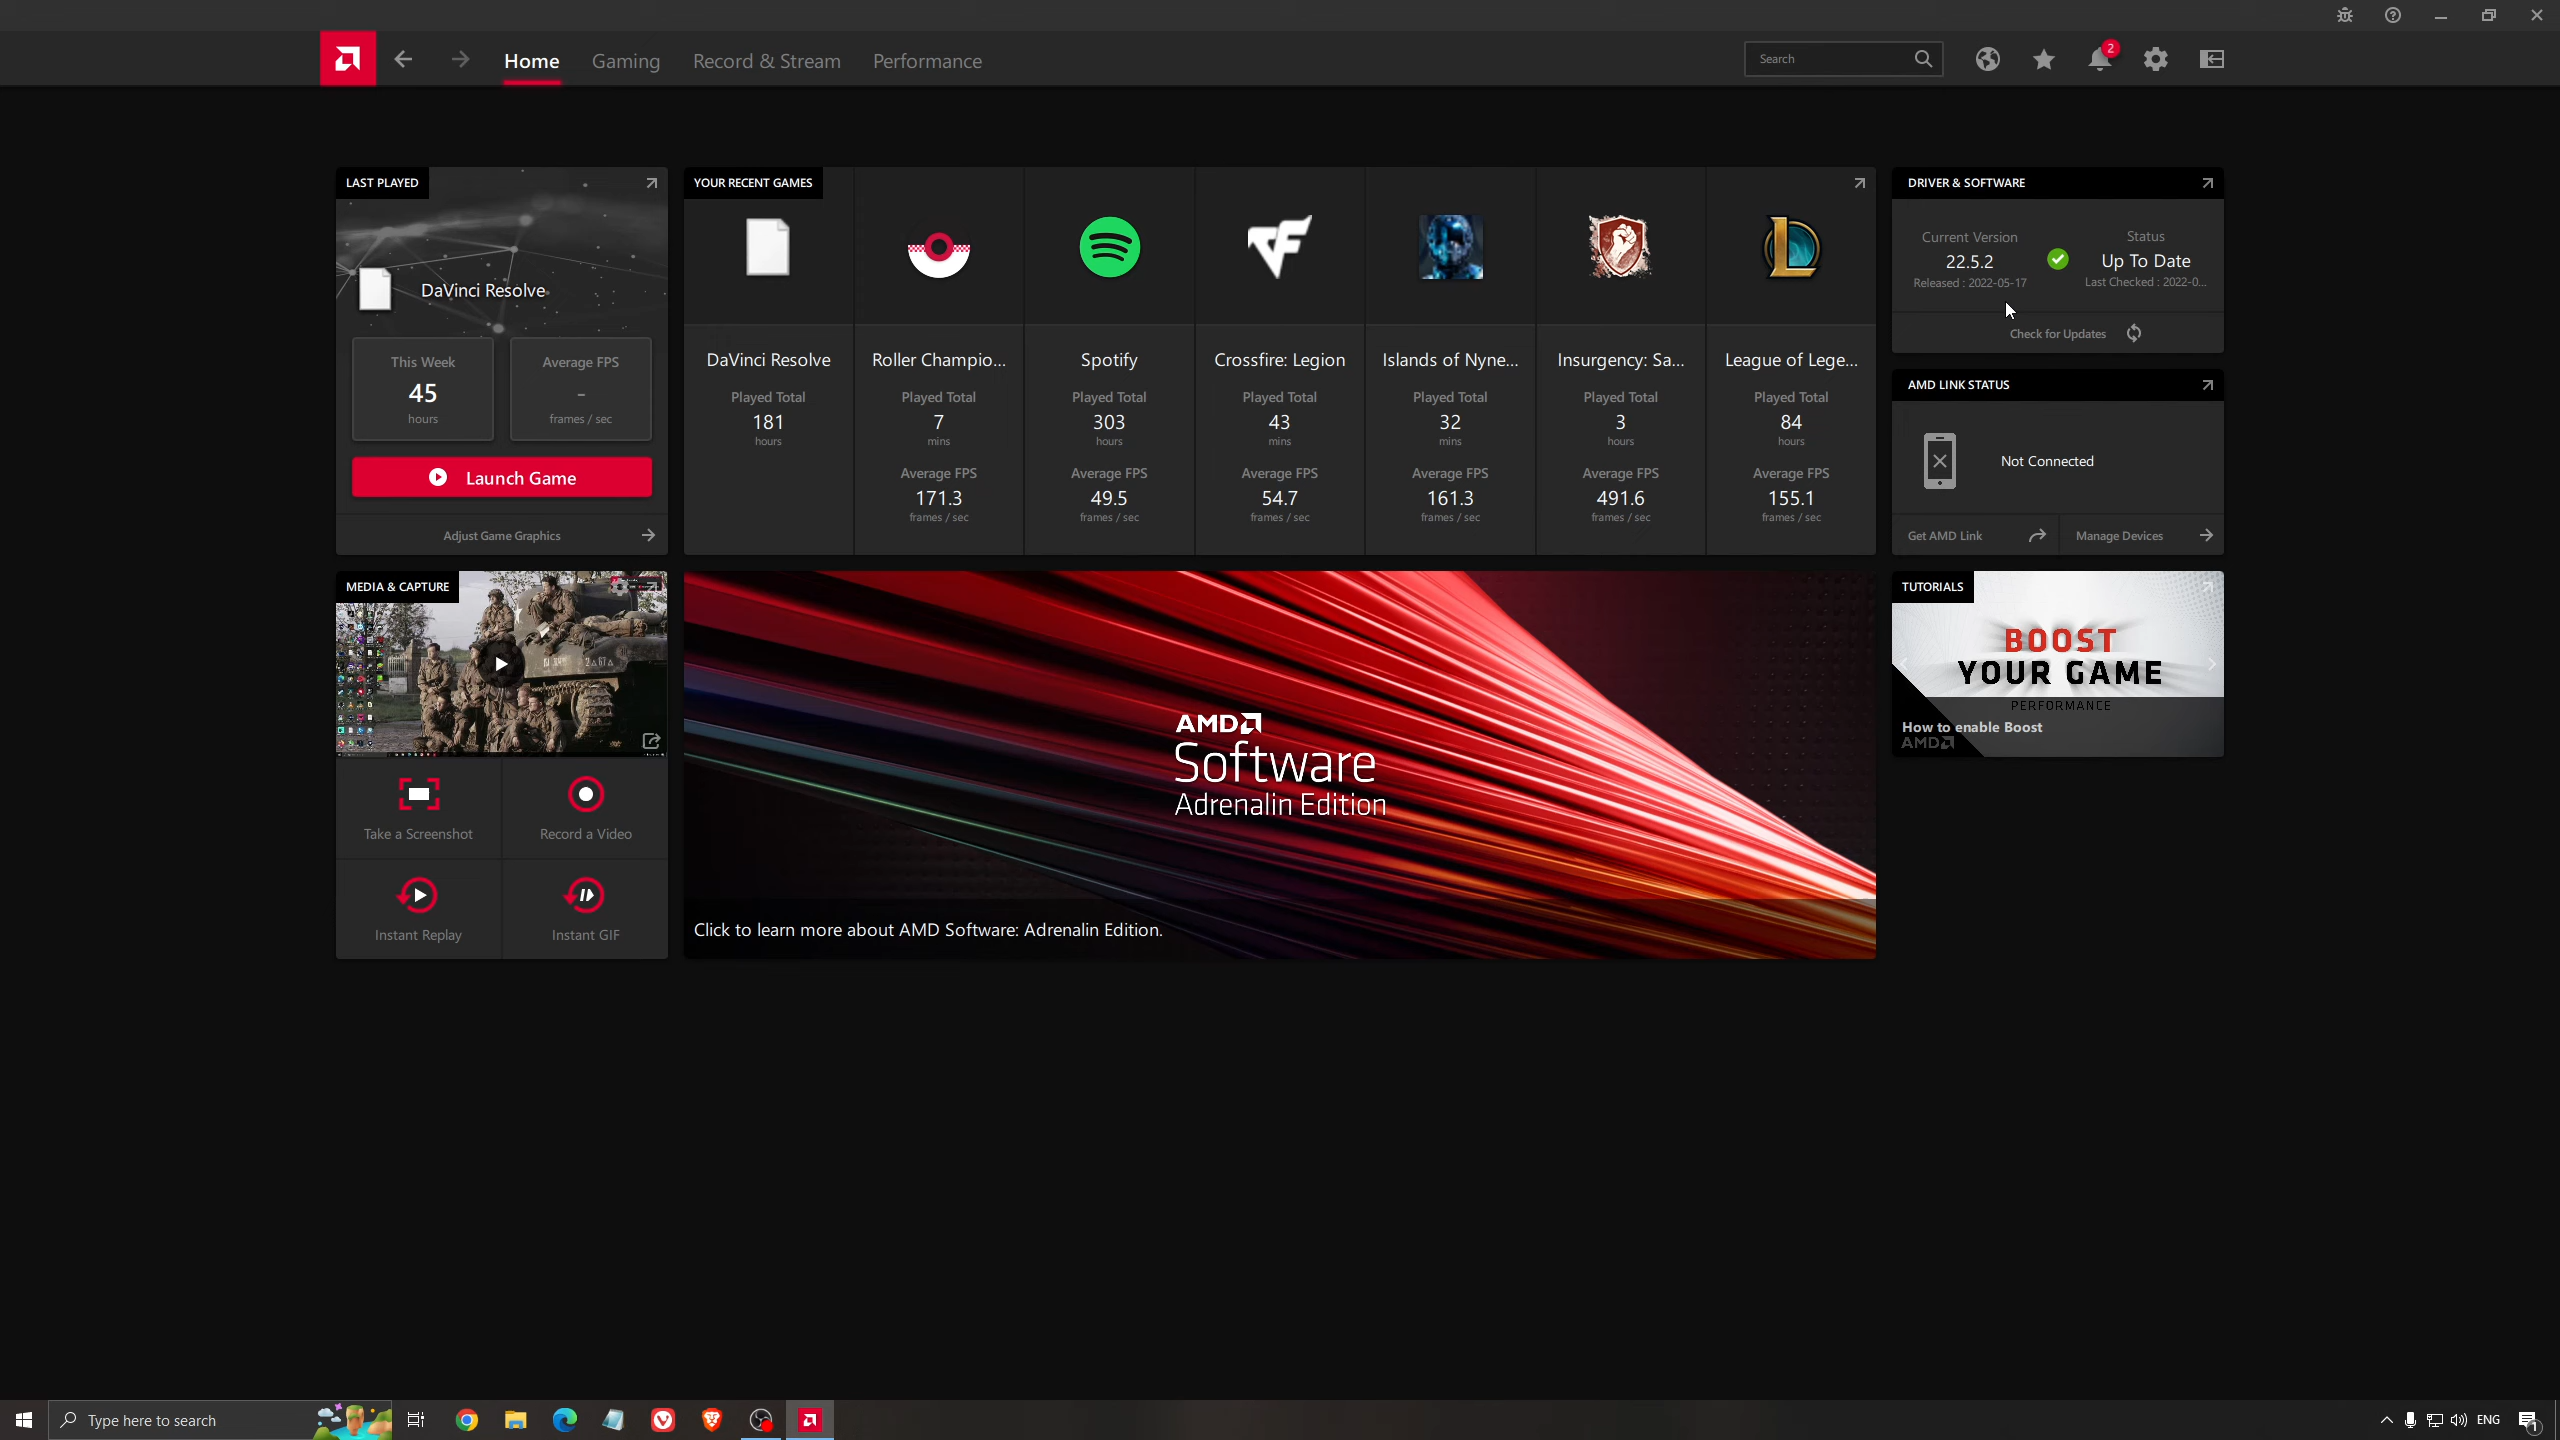 Home
Gaming
Record & Stream
Performance
Search
2
LAST PLAYED
DaVinci Resolve
This Week
45
hours
Average FPS
-
frames / sec
Launch Game
Adjust Game Graphics
YOUR RECENT GAMES
DaVinci Resolve
Played Total
181
hours
Roller Champio...
Played Total
7
mins
Average FPS
171.3
frames / sec
Spotify
Played Total
303
hours
Average FPS
49.5
frames / sec
Crossfire: Legion
Played Total
43
mins
Average FPS
54.7
frames / sec
Islands of Nyne...
Played Total
32
mins
Average FPS
161.3
frames / sec
Insurgency: Sa...
Played Total
3
hours
Average FPS
491.6
frames / sec
League of Lege...
Played Total
84
hours
Average FPS
155.1
frames / sec
DRIVER & SOFTWARE
Current Version
22.5.2
Released : 2022-05-17
Status
Up To Date
Last Checked : 2022-0...
Check for Updates
AMD LINK STATUS
Not Connected
Get AMD Link
Manage Devices
MEDIA & CAPTURE
Take a Screenshot
Record a Video
Instant Replay
Instant GIF
AMD
Software
Adrenalin Edition
Click to learn more about AMD Software: Adrenalin Edition.
TUTORIALS
BOOST
YOUR GAME
PERFORMANCE
How to enable Boost
AMD
Type here to search
ENG
1